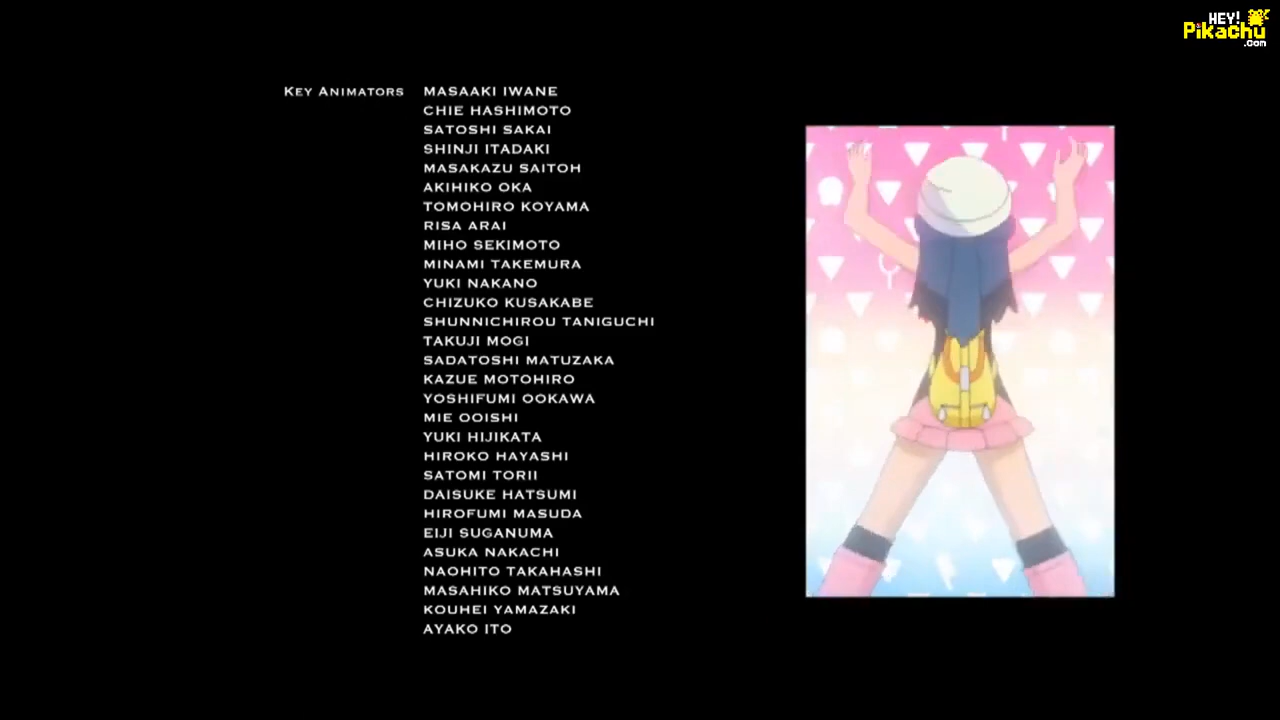 HEY!
Pikachu
.com
KEY ANIMATORS MASAAKI IWANE
CHIE HASHIMOTO
SATOSHI SAKAI
SHINJI ITADAKI
MASAKAZU SAITOH
AKIHIKO OKA
TOMOHIRO KOYAMA
RISA ARAI
MIHO SEKIMOTO
MINAMI TAKEMURA
YUKI NAKANO
CHIZUKO KUSAKABE
SHUNNICHIROU TANIGUCHI
TAKUJI MOGI
SADATOSHI MATUZAKA
KAZUE MOTOHIRO
YOSHIFUMI OOKAWA
MIE OOISHI
YUKI HIJIKATA
HIROKO HAYASHI
SATOMI TORII
DAISUKE HATSUMI
HIROFUMI MASUDA
EIJI SUGANUMA
ASUKA NAKACHI
NAOHITO TAKAHASHI
MASAHIKO MATSUYAMA
KOUHEI YAMAZAKI
AYAKO ITO